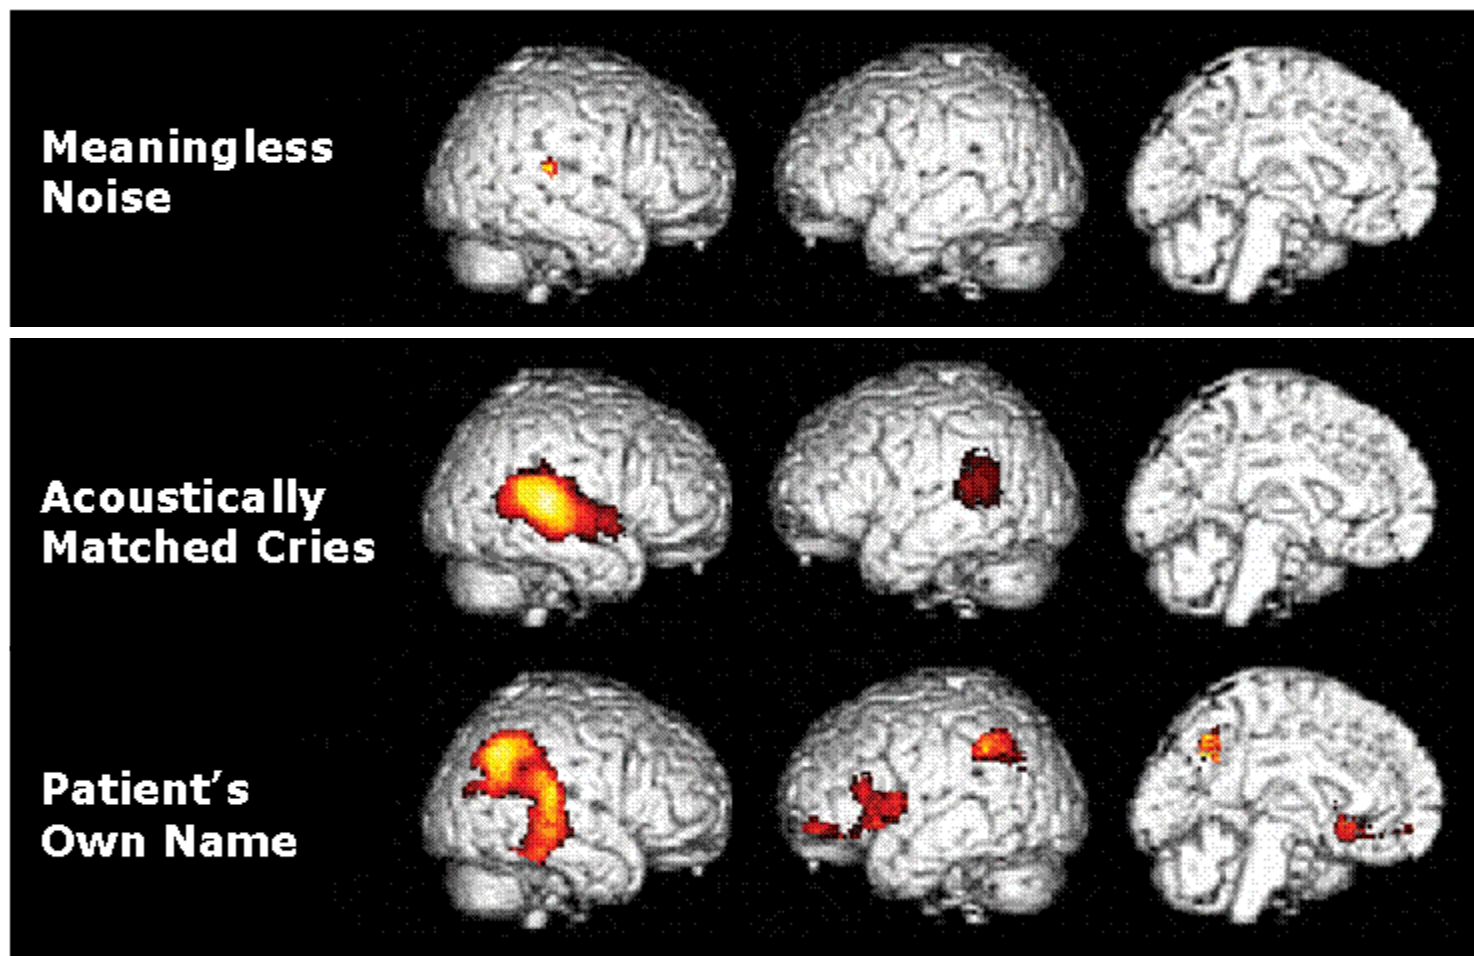 Meaningless
Noise
Acoustically
Matched Cries
Patient’s
Own Name